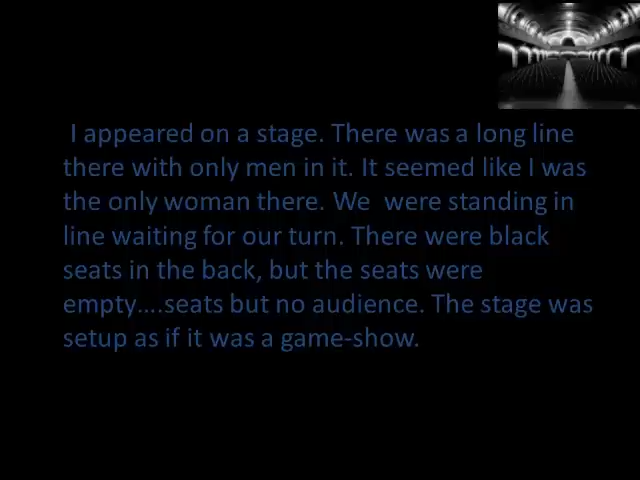 I appeared on a stage. There was a long line
there with only men in it. It seemed like I was
the only woman there. We  were standing in
line waiting for our turn. There were black
seats in the back, but the seats were
empty….seats but no audience. The stage was
setup as if it was a game-show.